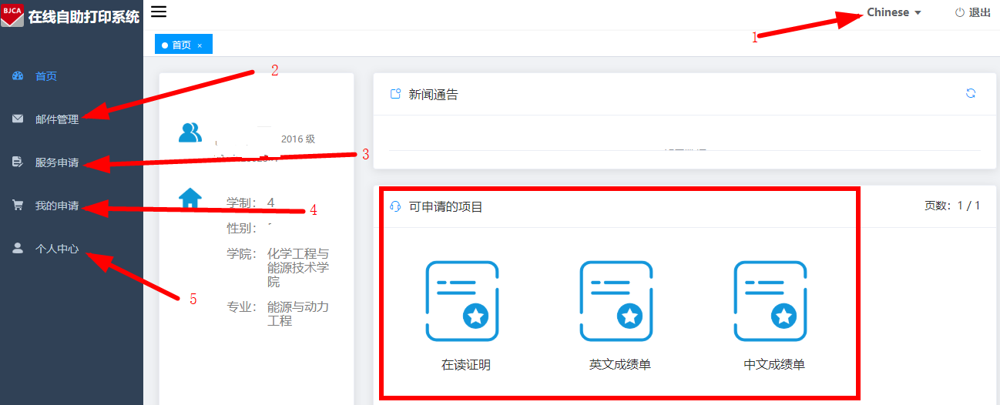 BJCA 在线自助打印系统
Chinese
退出
1
首页 ×
首页
2
邮件管理
服务申请
3
我的申请
4
个人中心
5
2016 级
学制： 4
性别：
学院： 化学工程与
能源技术学
院
专业： 能源与动力
工程
新闻通告
可申请的项目
页数：1 / 1
在读证明
英文成绩单
中文成绩单